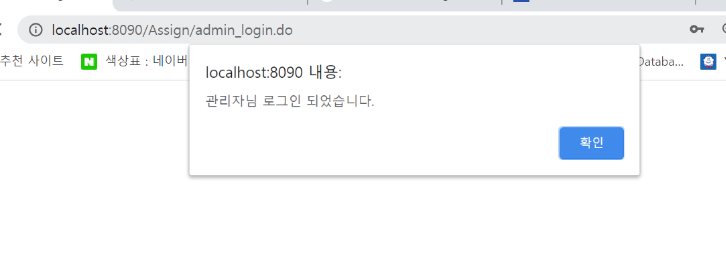 localhost:8090/Assign/admin_login.do
추천 사이트 N 색상표 : 네이버
Databa...
localhost:8090 내용:
관리자님 로그인 되었습니다.
확인